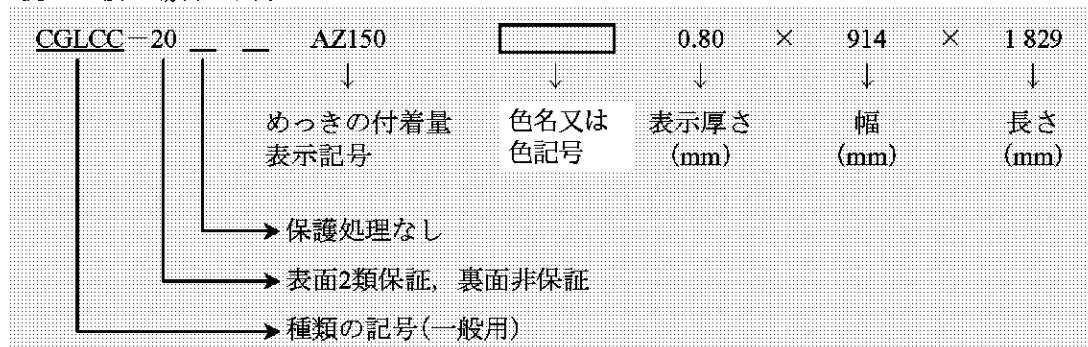 CGLCC－20 ＿ ＿ AZ150 0.80 × 914 × 1 829
↓ ↓ ↓ ↓ ↓
めっきの付着量 色名又は 表示厚さ 幅 長さ
表示記号 色記号 (mm) (mm) (mm)
保護処理なし
表面2類保証，裏面非保証
種類の記号(一般用)